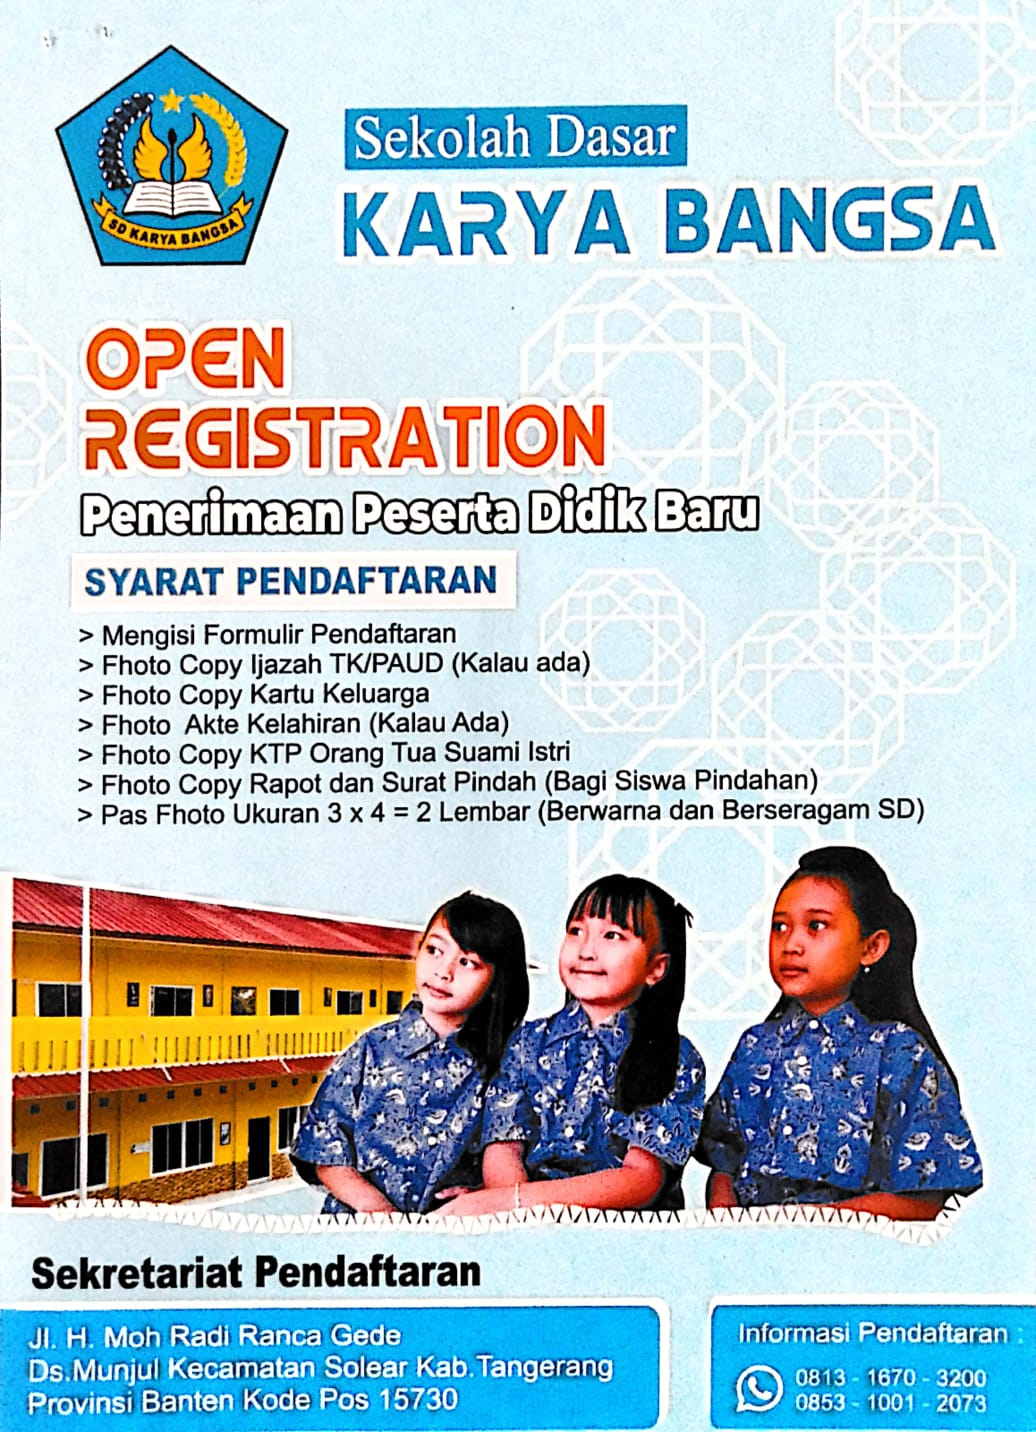 SD KARYA BANGSA
Sekolah Dasar
KARYA BANGSA
OPEN
REGISTRATION
Penerimaan Peserta Didik Baru
SYARAT PENDAFTARAN
> Mengisi Formulir Pendaftaran
> Fhoto Copy Ijazah TK/PAUD (Kalau ada)
> Fhoto Copy Kartu Keluarga
> Fhoto Akte Kelahiran (Kalau Ada)
> Fhoto Copy KTP Orang Tua Suami Istri
> Fhoto Copy Rapot dan Surat Pindah (Bagi Siswa Pindahan)
> Pas Fhoto Ukuran 3 x 4 = 2 Lembar (Berwarna dan Berseragam SD)
Sekretariat Pendaftaran
Jl. H. Moh Radi Ranca Gede
Ds.Munjul Kecamatan Solear Kab.Tangerang
Provinsi Banten Kode Pos 15730
Informasi Pendaftaran :
0813 - 1670 - 3200
0853 - 1001 - 2073